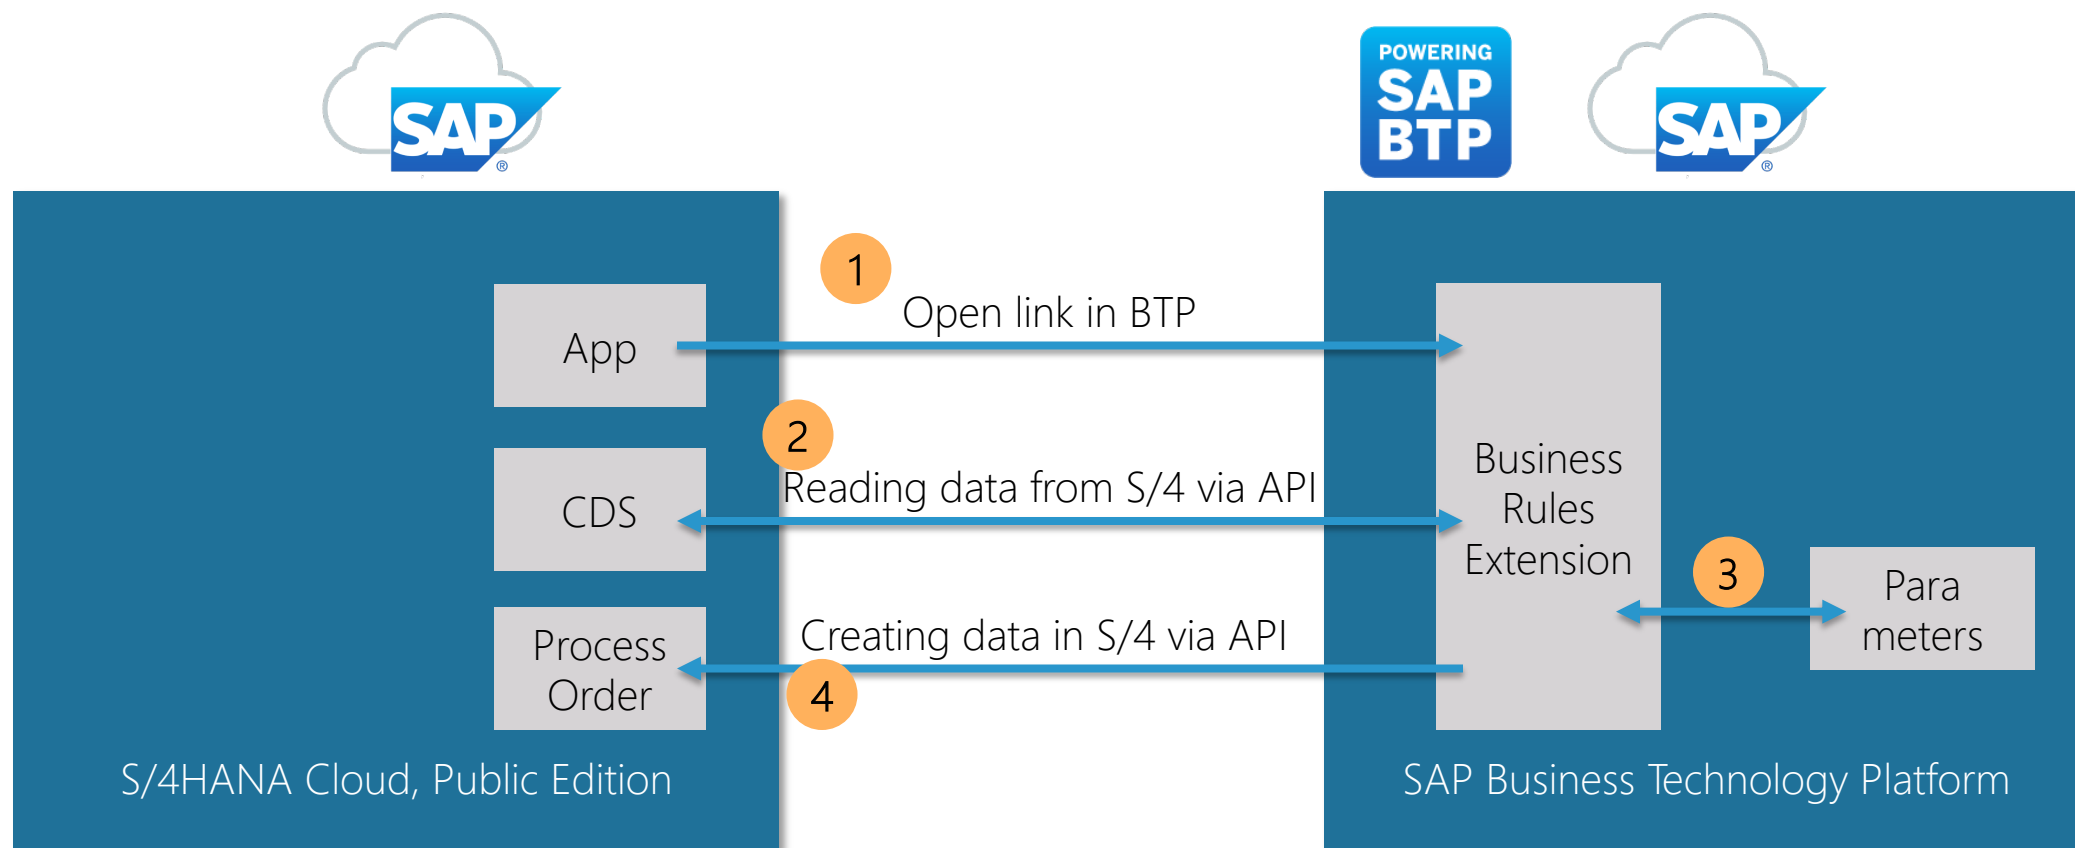 SAP
®
POWERING
SAP
BTP
SAP
®
1
Open link in BTP
App
2
Reading data from S/4 via API
CDS
Business
Rules
Extension
3
Para
meters
Creating data in S/4 via API
Process
Order
4
S/4HANA Cloud, Public Edition
SAP Business Technology Platform